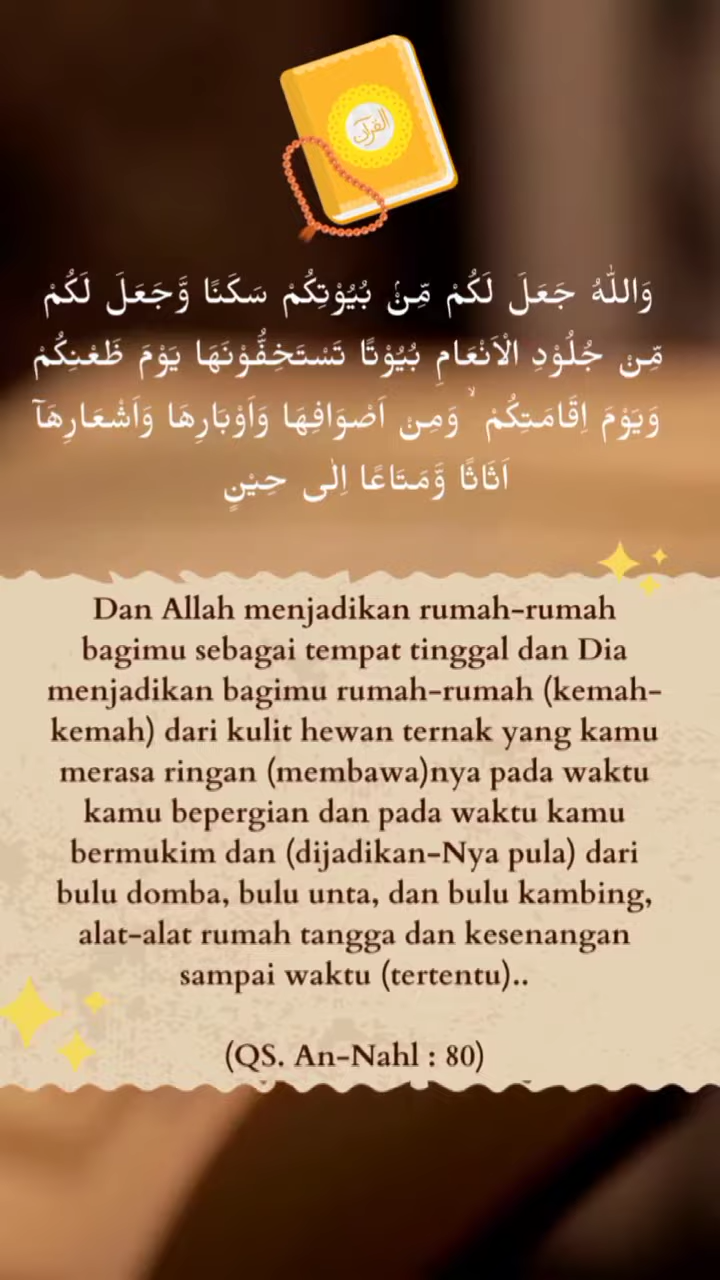 القرآن
وَاللّٰهُ جَعَلَ لَكُمْ مِّنْۢ بُيُوْتِكُمْ سَكَنًا وَّجَعَلَ لَكُمْ
مِّنْ جُلُوْدِ الْاَنْعَامِ بُيُوْتًا تَسْتَخِفُّوْنَهَا يَوْمَ ظَعْنِكُمْ
وَيَوْمَ اِقَامَتِكُمْ ۙ وَمِنْ اَصْوَافِهَا وَاَوْبَارِهَا وَاَشْعَارِهَآ
اَثَاثًا وَّمَتَاعًا اِلٰى حِيْنٍ
Dan Allah menjadikan rumah-rumah
bagimu sebagai tempat tinggal dan Dia
menjadikan bagimu rumah-rumah (kemah-
kemah) dari kulit hewan ternak yang kamu
merasa ringan (membawa)nya pada waktu
kamu bepergian dan pada waktu kamu
bermukim dan (dijadikan-Nya pula) dari
bulu domba, bulu unta, dan bulu kambing,
alat-alat rumah tangga dan kesenangan
sampai waktu (tertentu)..
(QS. An-Nahl : 80)